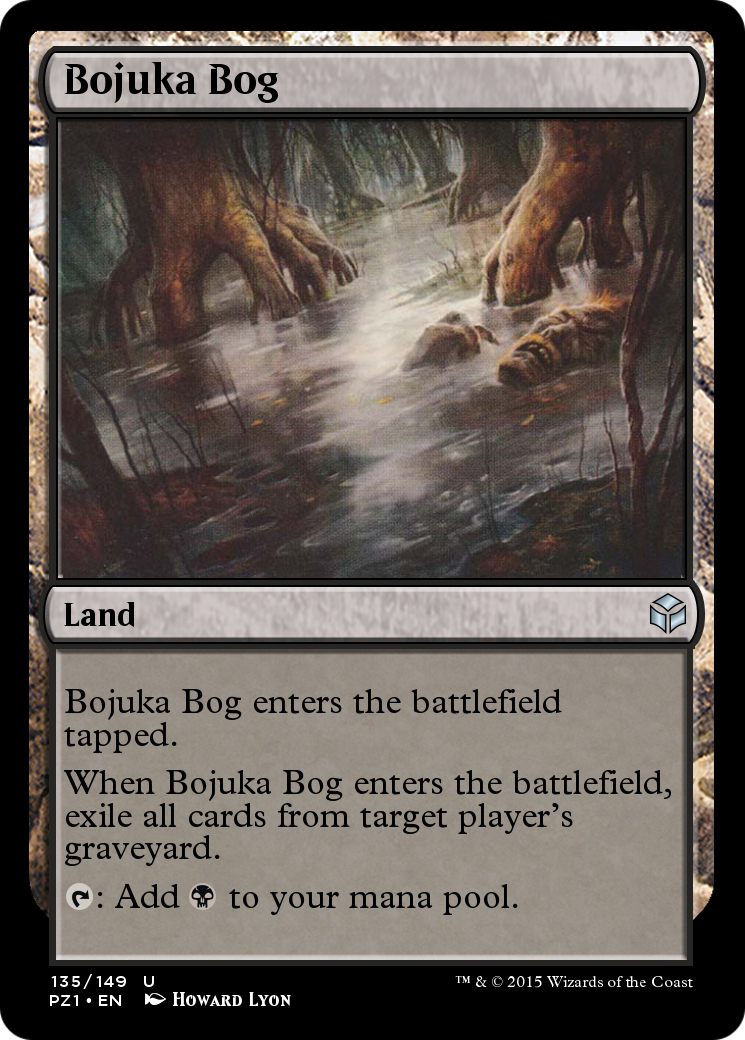 Bojuka Bog
Land
Bojuka Bog enters the battlefield
tapped.
When Bojuka Bog enters the battlefield,
exile all cards from target player's
graveyard.
: Add to your mana pool.
135/149 U
PZ1 • EN Howard Lyon
™ & © 2015 Wizards of the Coast